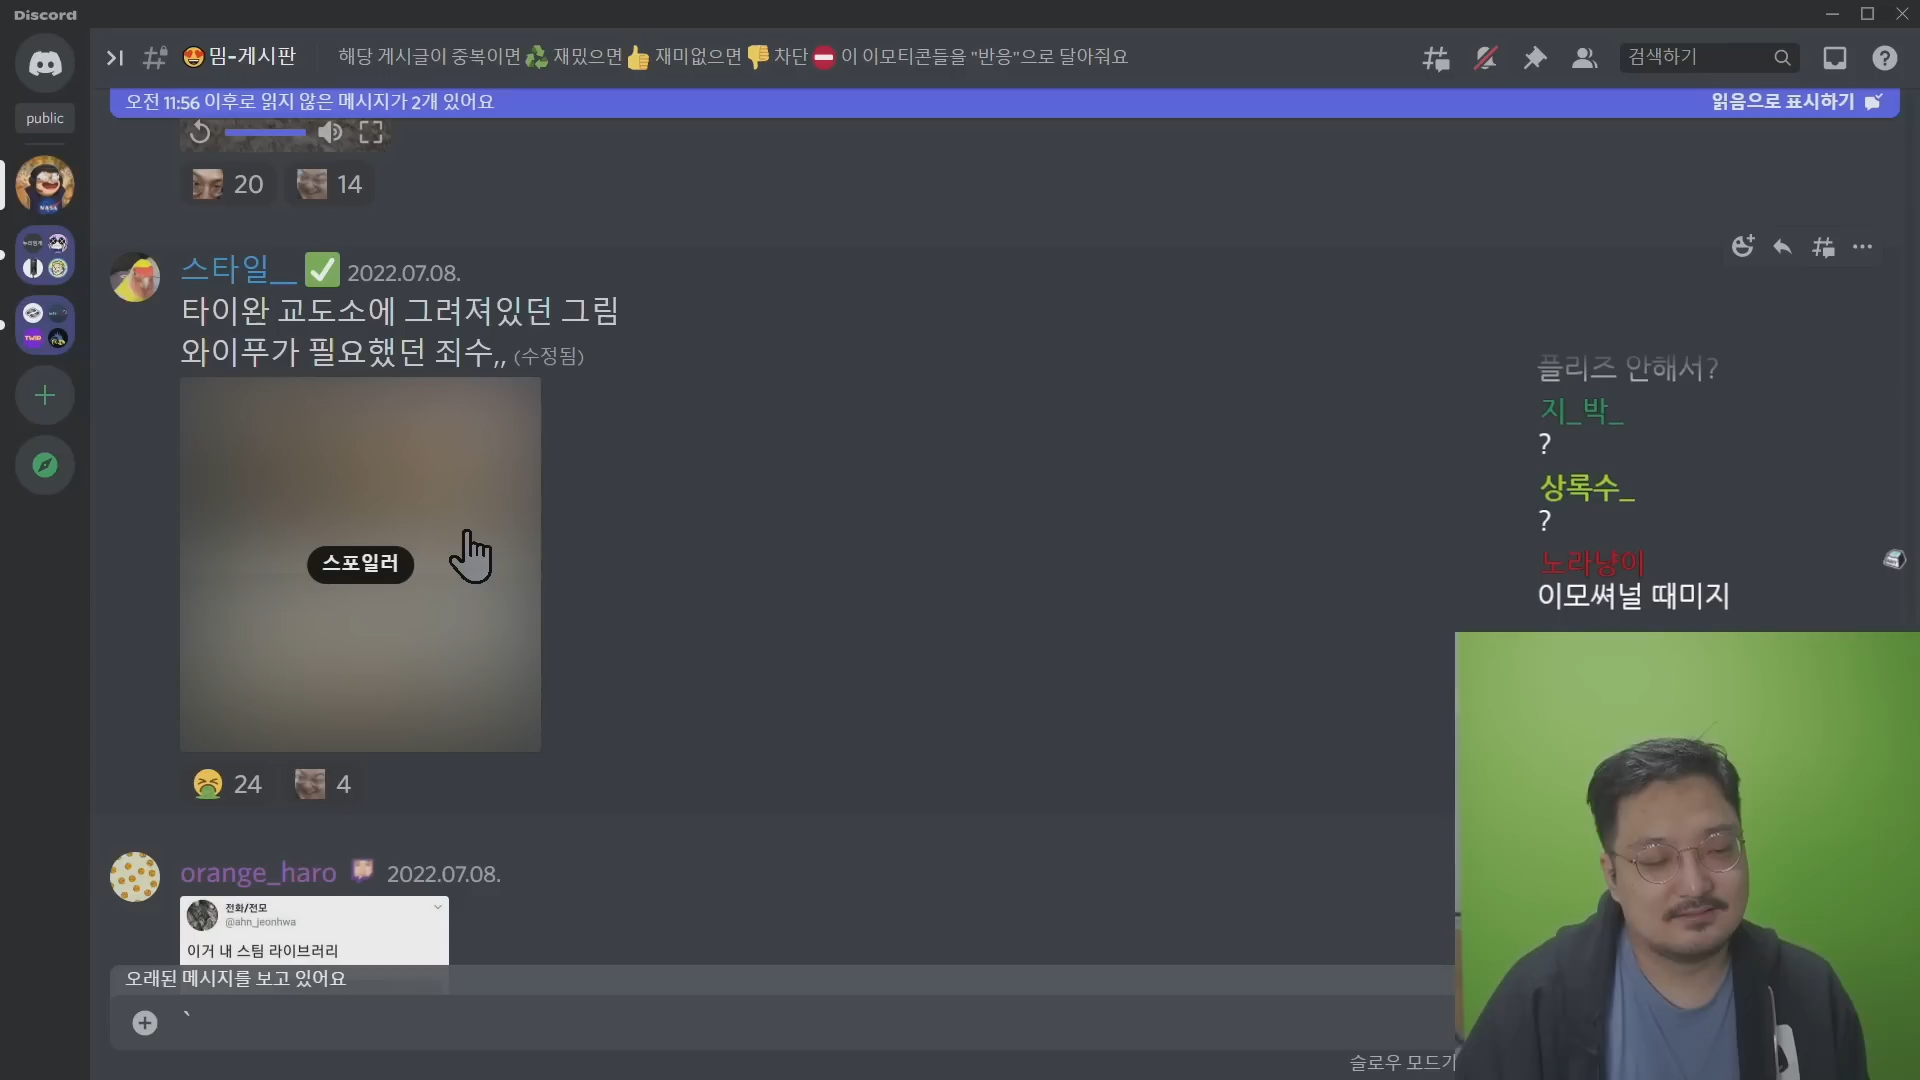 Discord
😍밈-게시판
해당 게시글이 중복이면♻️ 재밌으면👍 재미없으면👎 차단⛔ 이 이모티콘들을 "반응"으로 달아줘요
검색하기
public
오전 11:56 이후로 읽지 않은 메시지가 2개 있어요
읽음으로 표시하기
20
14
NASA
스타일__ ✅ 2022.07.08.
타이완 교도소에 그려져있던 그림
와이푸가 필요했던 죄수,, (수정됨)
스포일러
24
4
플리즈 안해서?
지_박_
?
상록수_
?
노라냥이
이모쎠널 때미지
orange_haro 2022.07.08.
전화/전모
@ahn_jeonhwa
이거 내 스팀 라이브러리
오래된 메시지를 보고 있어요
`
슬로우 모드가